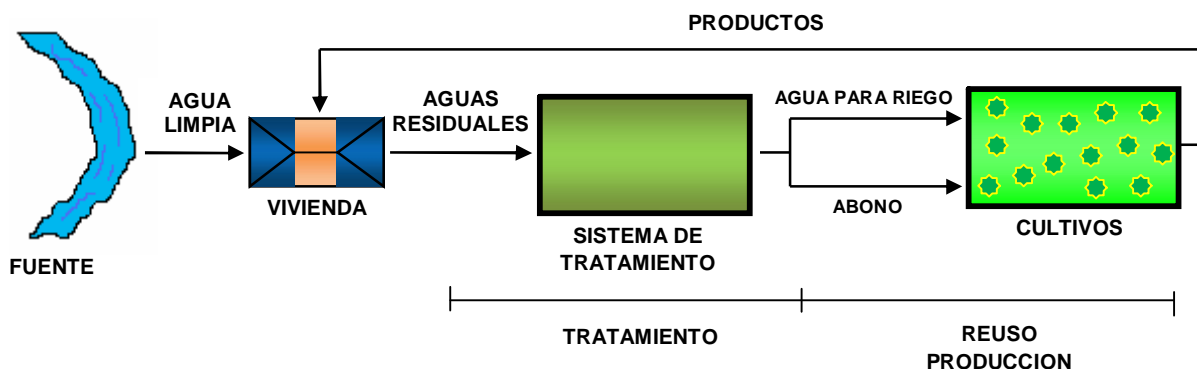 PRODUCTOS
AGUA
LIMPIA
AGUAS
RESIDUALES
AGUA PARA RIEGO
ABONO
VIVIENDA
FUENTE
SISTEMA DE
TRATAMIENTO
CULTIVOS
TRATAMIENTO
REUSO
PRODUCCION